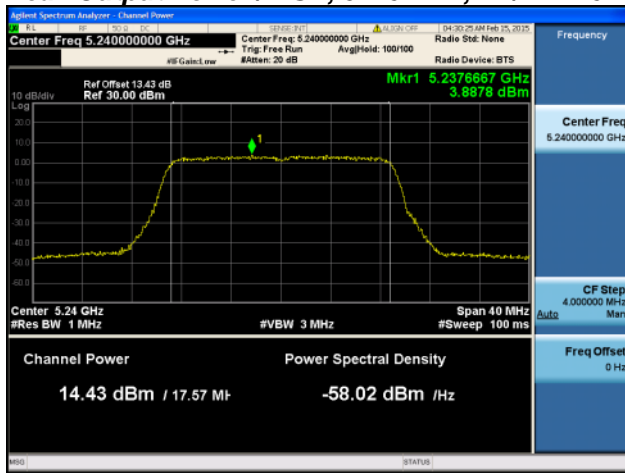 Agilent Spectrum Analyzer - Channel Power
RL RF 50 Ω DC SENSE:INT ALIGN OFF 04:30:25 AM Feb 25, 2015
Center Freq 5.240000000 GHz
Center Freq: 5.240000000 GHz
Radio Std: None
Trig: Free Run Avg|Hold: 100/100
#IFGain:Low #Atten: 20 dB Radio Device: BTS
Frequency
Ref Offset 13.43 dB
10 dB/div Ref 30.00 dBm
Mkr1 5.2376667 GHz
3.8878 dBm
Log
20.0
10.0
0.00
-10.0
-20.0
-30.0
-40.0
-50.0
-60.0
1
Center Freq
5.240000000 GHz
Center 5.24 GHz Span 40 MHz
#Res BW 1 MHz #VBW 3 MHz #Sweep 100 ms
CF Step
4.000000 MHz
Auto Man
Channel Power Power Spectral Density
14.43 dBm / 17.57 MH -58.02 dBm /Hz
Freq Offset
0 Hz
MSG STATUS